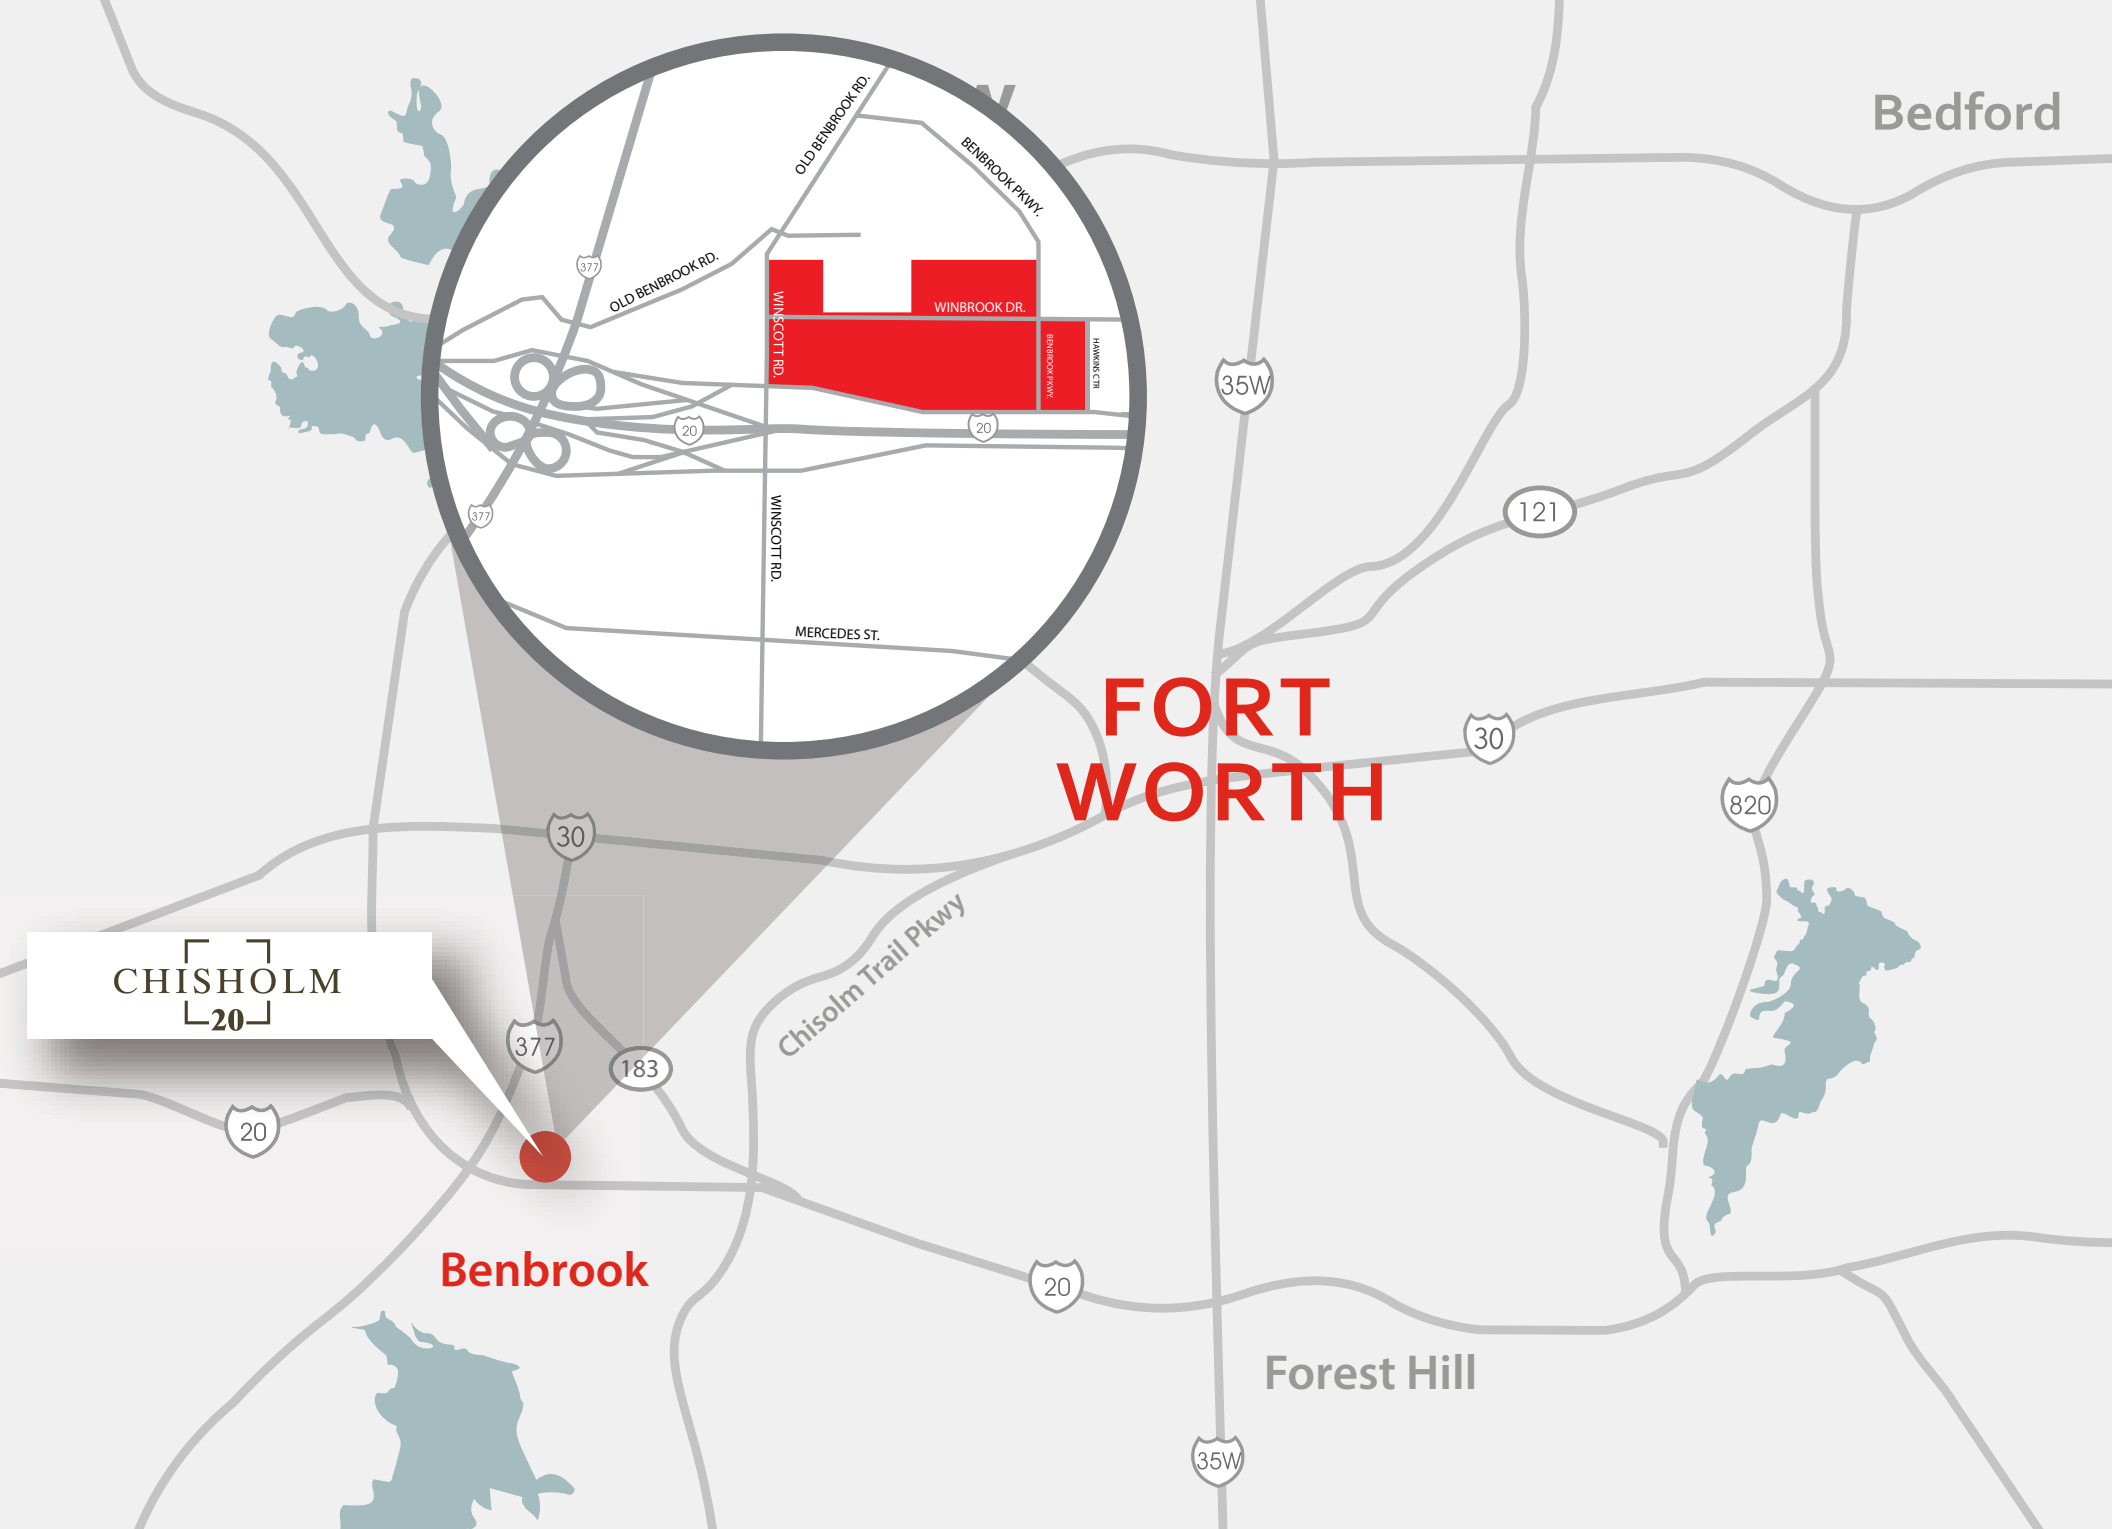 Bedford
OLD BENBROOK RD.
BENBROOK PKWY.
377
OLD BENBROOK RD.
WINSCOTT RD.
WINBROOK DR.
BENBROOK PKWY.
HAWKINS CTR
20
20
377
WINSCOTT RD.
MERCEDES ST.
35W
121
FORT
WORTH
30
820
30
Chisolm Trail Pkwy
CHISHOLM
20
377
183
20
Benbrook
20
Forest Hill
35W